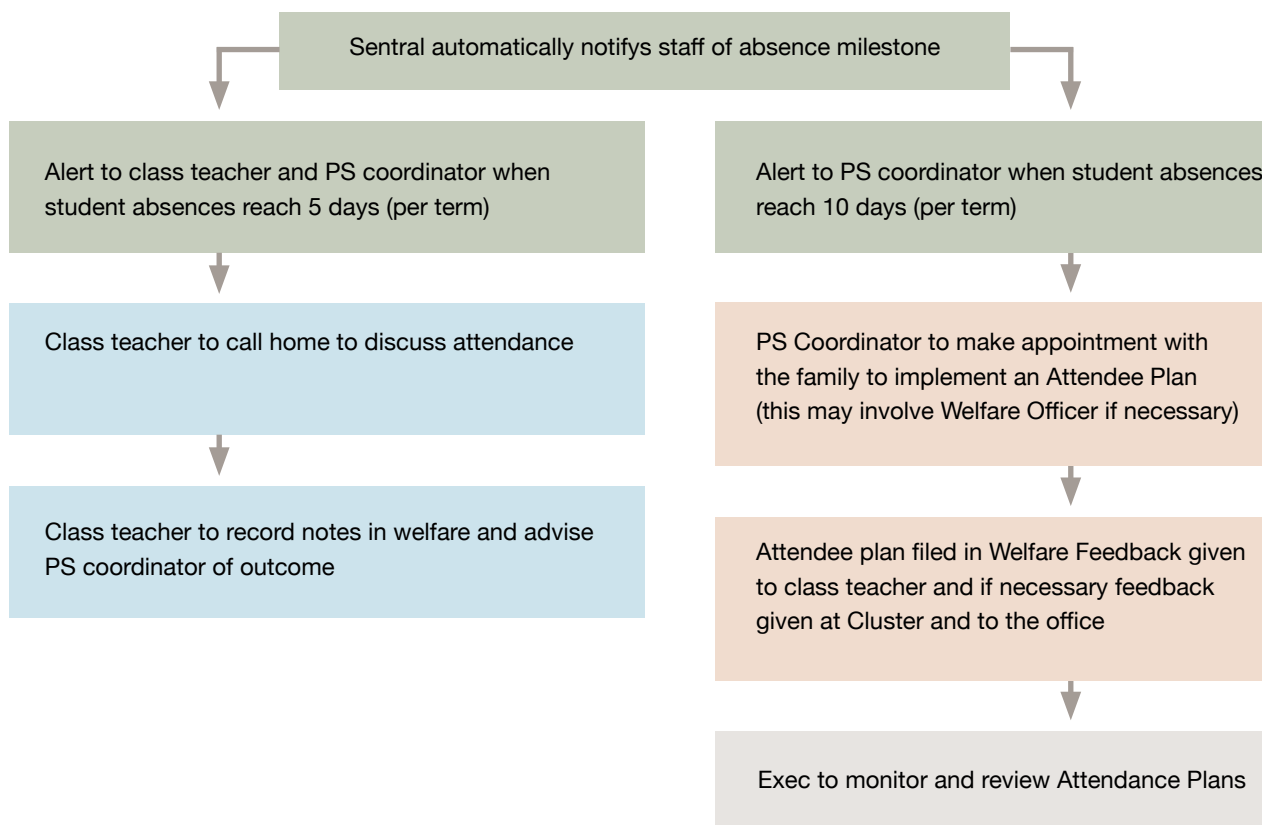 Sentral automatically notifys staff of absence milestone
Alert to class teacher and PS coordinator when
student absences reach 5 days (per term)
Class teacher to call home to discuss attendance
Class teacher to record notes in welfare and advise
PS coordinator of outcome
Alert to PS coordinator when student absences
reach 10 days (per term)
PS Coordinator to make appointment with
the family to implement an Attendee Plan
(this may involve Welfare Officer if necessary)
Attendee plan filed in Welfare Feedback given
to class teacher and if necessary feedback
given at Cluster and to the office
Exec to monitor and review Attendance Plans